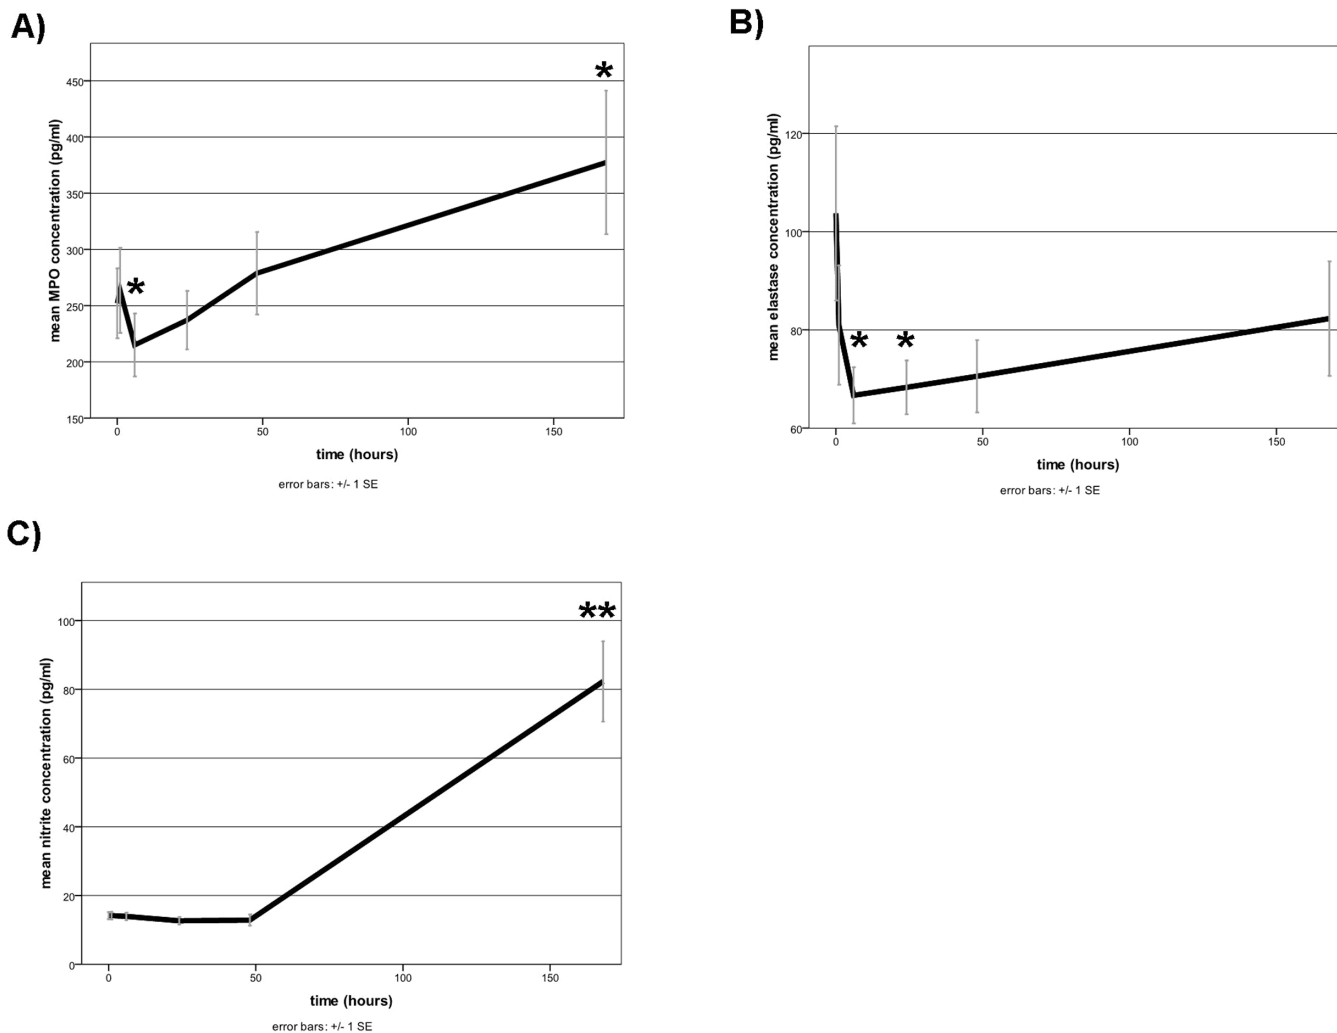 A)
mean MPO concentration (pg/ml)
450
400
350
300
250
200
150
*
*
0
50
100
150
time (hours)
error bars: +/- 1 SE
B)
mean elastase concentration (pg/ml)
120
100
80
60
*
*
0
50
100
150
time (hours)
error bars: +/- 1 SE
C)
mean nitrite concentration (pg/ml)
100
80
60
40
20
0
**
0
50
100
150
time (hours)
error bars: +/- 1 SE